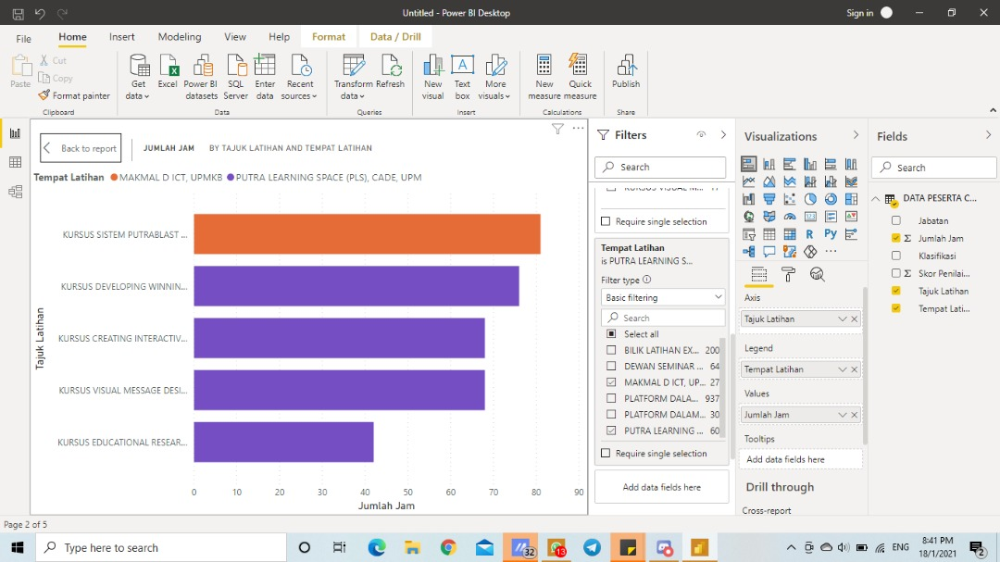 Untitled - Power BI Desktop
Sign in
File Home Insert Modeling View Help Format Data / Drill
Paste
Cut
Copy
Format painter
Clipboard
Get data
Excel
Power BI datasets
SQL Server
Enter data
Recent sources
Data
Transform data
Refresh
Queries
New visual
Text box
More visuals
Insert
New measure
Quick measure
Calculations
Publish
Share
Back to report
JUMLAH JAM BY TAJUK LATIHAN AND TEMPAT LATIHAN
Tempat Latihan MAKMAL D ICT, UPMKB PUTRA LEARNING SPACE (PLS), CADE, UPM
Tajuk Latihan
KURSUS SISTEM PUTRABLAST ...
KURSUS DEVELOPING WINNIN...
KURSUS CREATING INTERACTIV...
KURSUS VISUAL MESSAGE DESI...
KURSUS EDUCATIONAL RESEAR...
0 10 20 30 40 50 60 70 80 90
Jumlah Jam
Filters
Search
Require single selection
Tempat Latihan
is PUTRA LEARNING S...
Filter type
Basic filtering
Search
Select all
BILIK LATIHAN EX... 200
DEWAN SEMINAR ... 64
MAKMAL D ICT, UP... 27
PLATFORM DALA... 937
PLATFORM DALAM... 30
PUTRA LEARNING ... 60
Require single selection
Add data fields here
Visualizations
R Py
Axis
Tajuk Latihan
Legend
Tempat Latihan
Values
Jumlah Jam
Tooltips
Add data fields here
Drill through
Cross-report
Fields
Search
DATA PESERTA C...
Jabatan
Σ Jumlah Jam
Klasifikasi
Σ Skor Penilai...
Tajuk Latihan
Tempat Lati...
Page 2 of 5
Type here to search
32
13
ENG
8:41 PM
18/1/2021
2